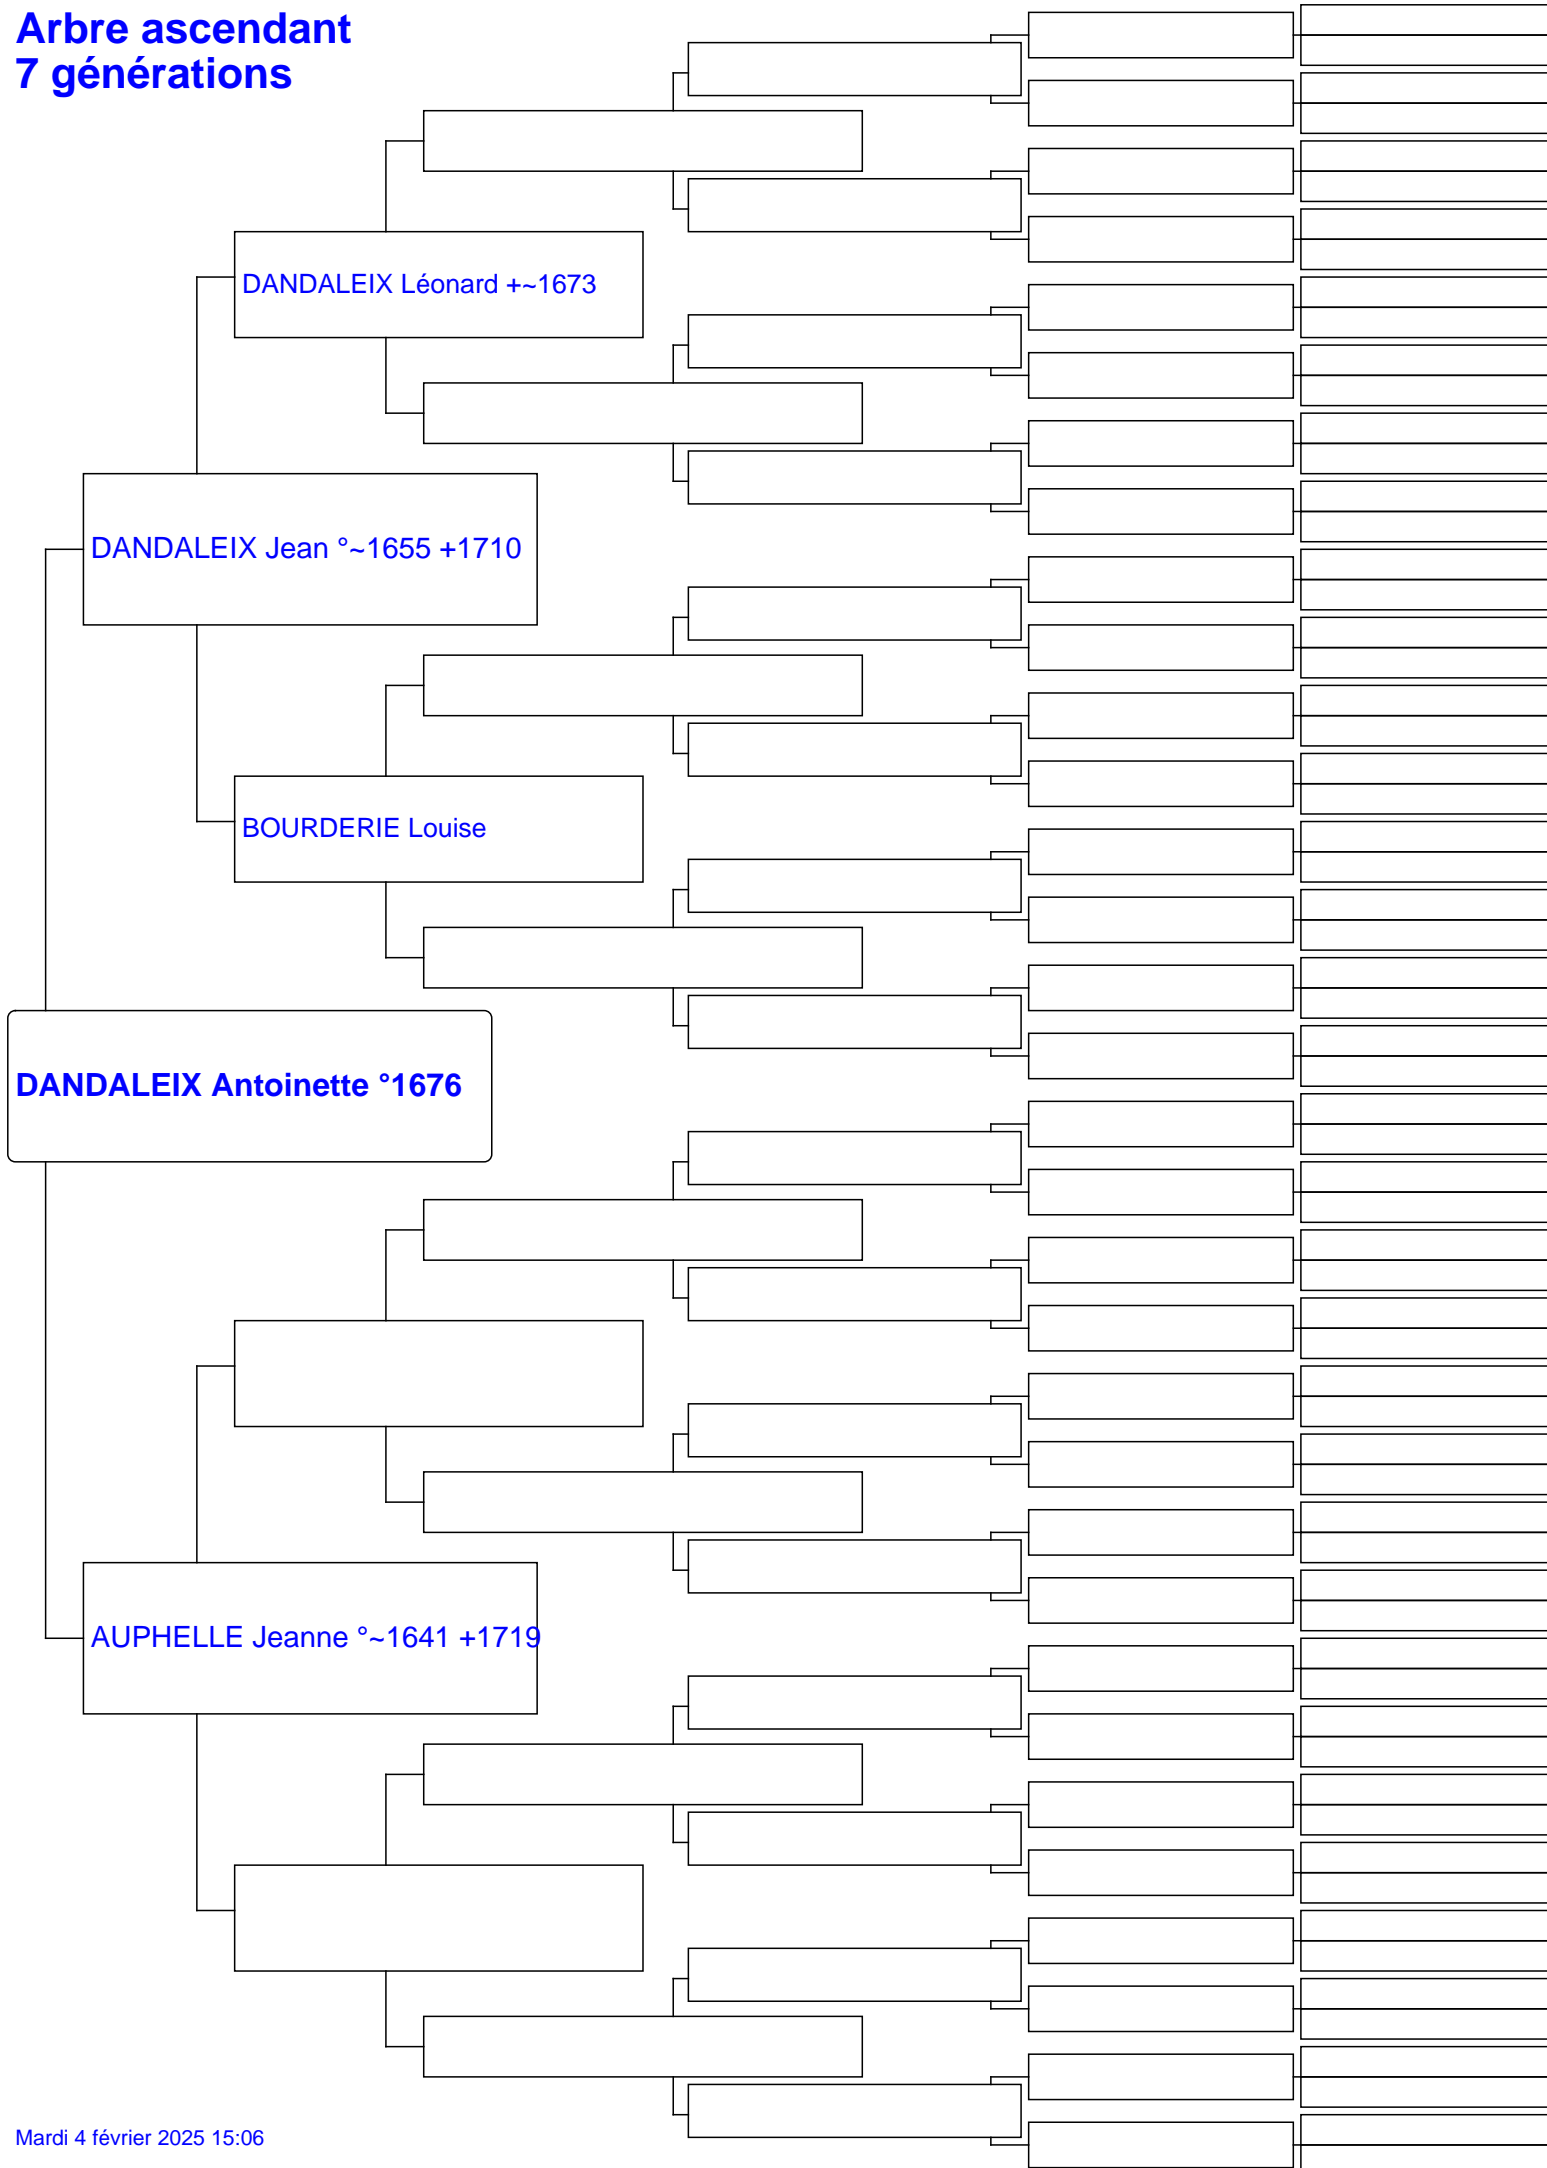 Arbre ascendant
7 générations
DANDALEIX Léonard +~1673
DANDALEIX Jean °~1655 +1710
BOURDERIE Louise
DANDALEIX Antoinette °1676
AUPHELLE Jeanne °~1641 +1719
Mardi 4 février 2025 15:06